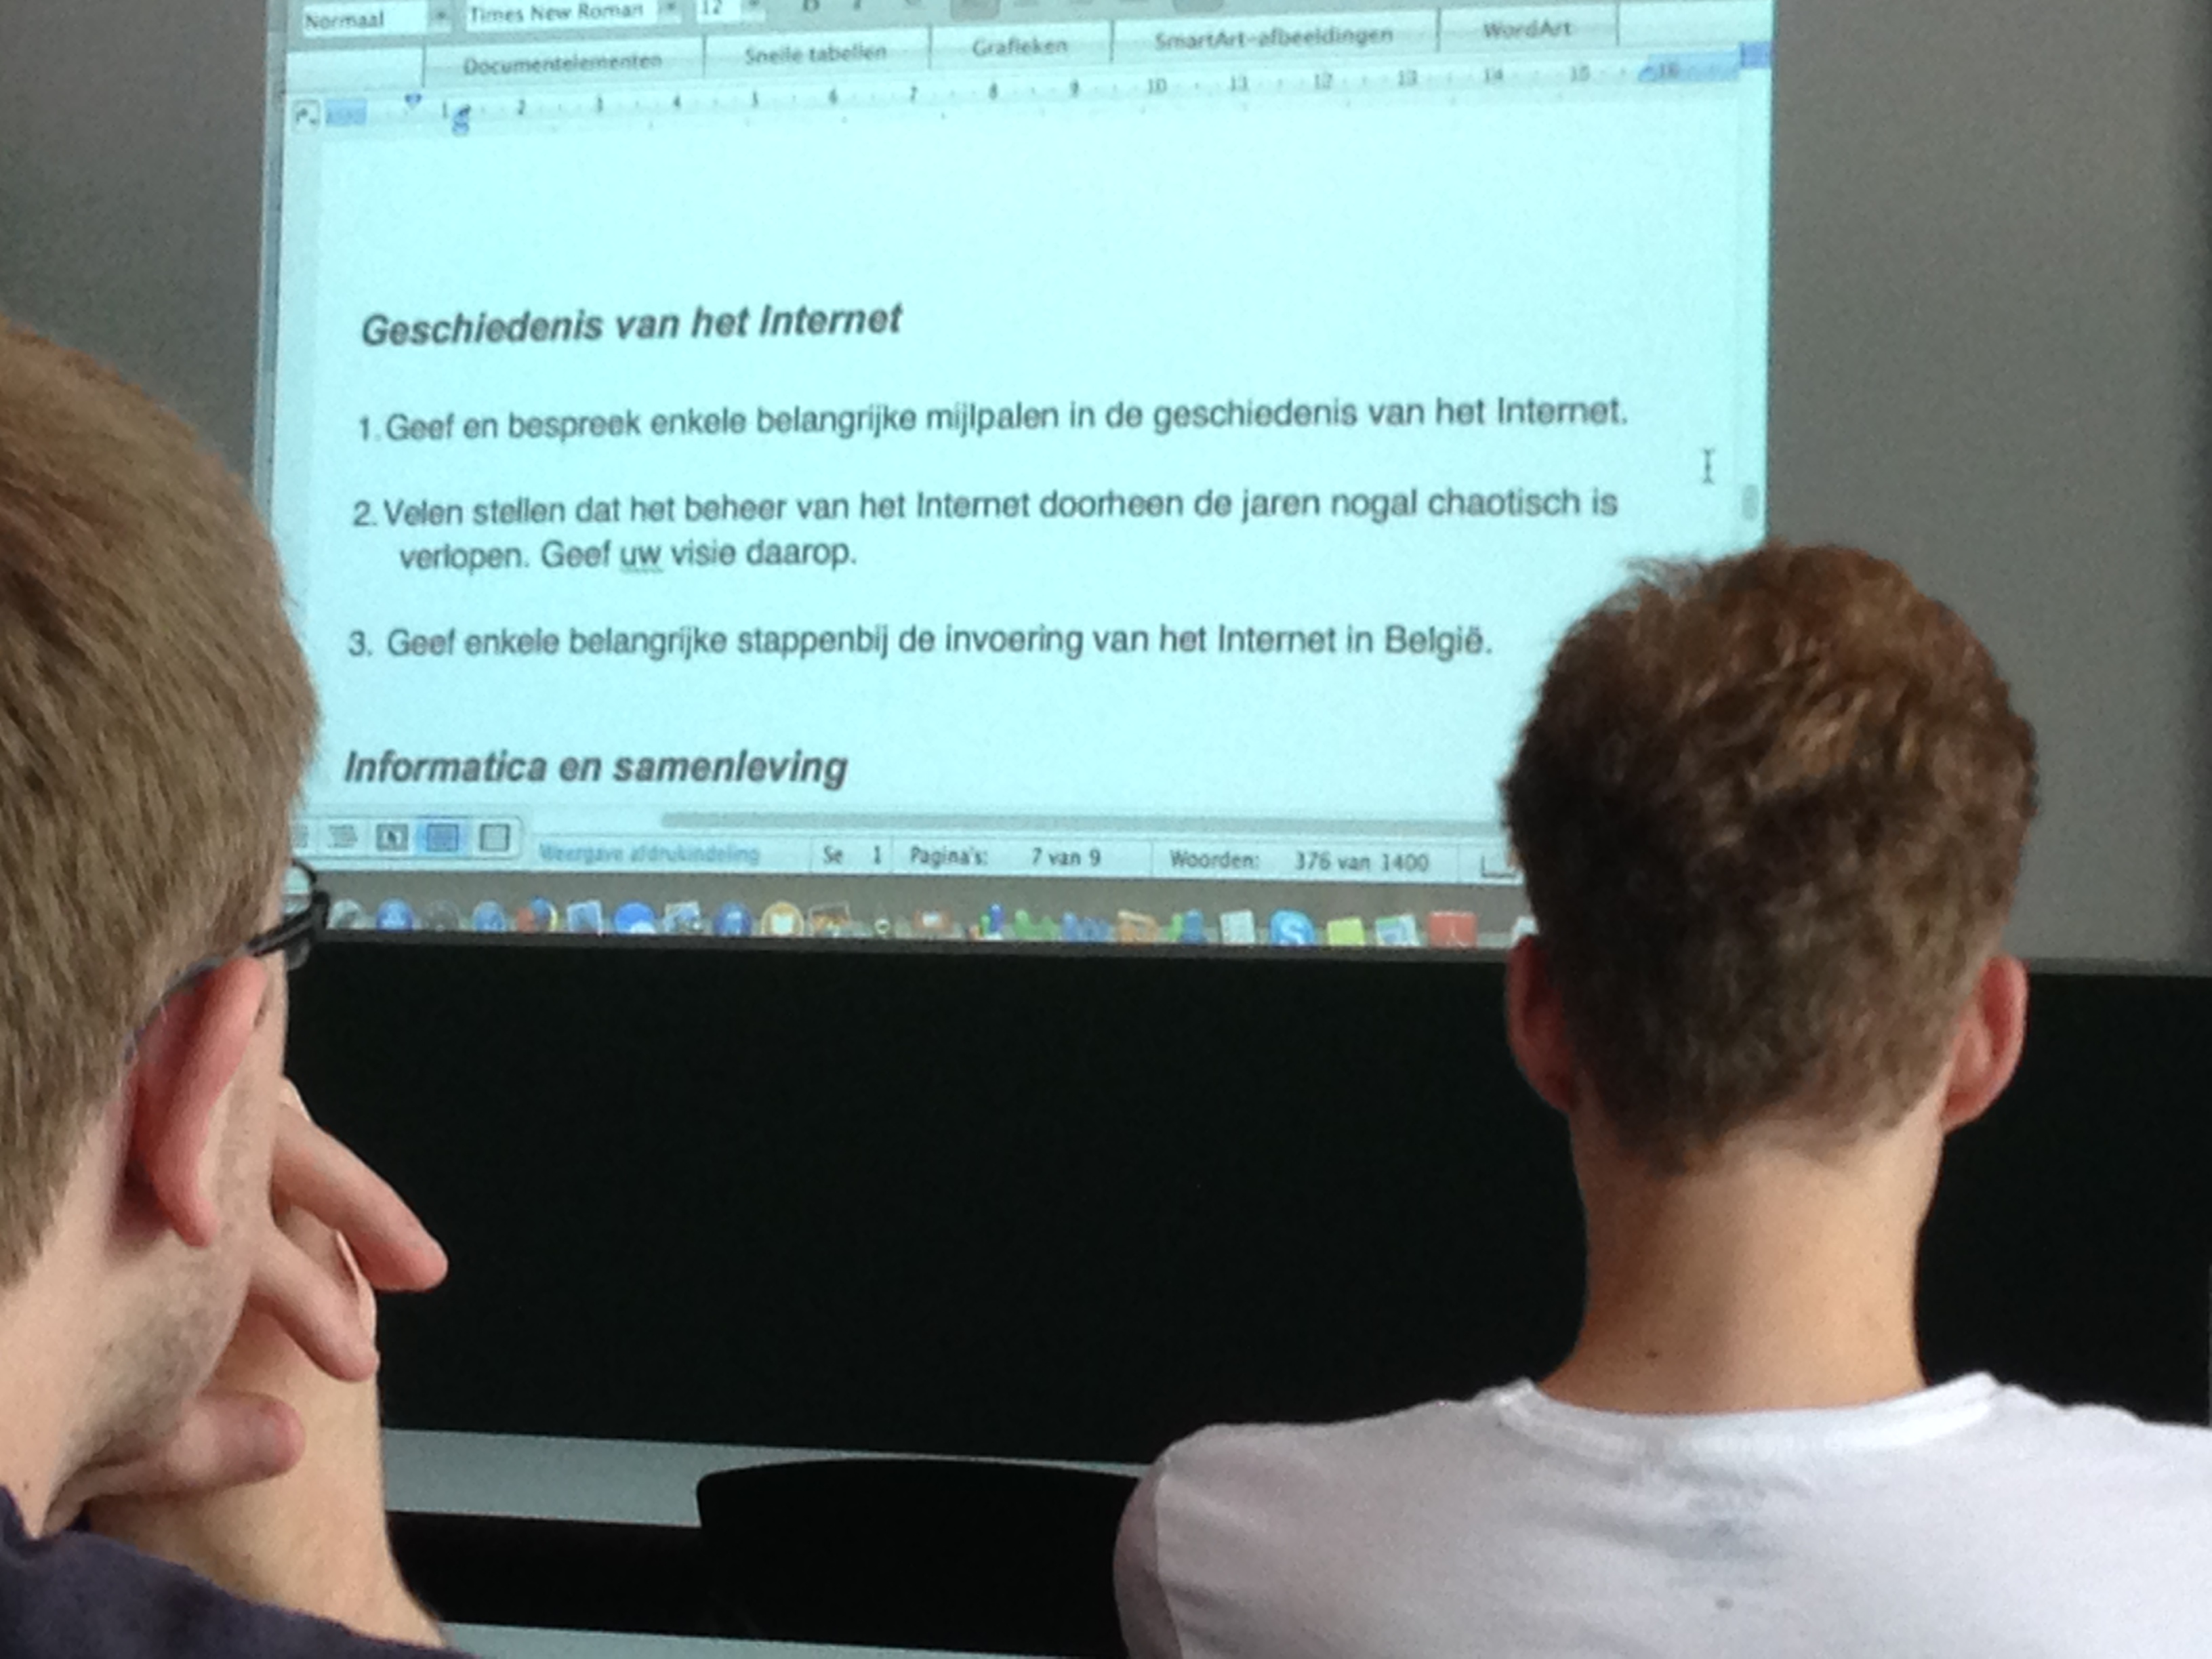 Normaal Times New Roman 12
Documentelementen Snelle tabellen Grafieken SmartArt-afbeeldingen WordArt
1 2 3 4 5 6 7 8 9 10 11 12 13 14 15 16
Geschiedenis van het Internet
1. Geef en bespreek enkele belangrijke mijlpalen in de geschiedenis van het Internet.
2. Velen stellen dat het beheer van het Internet doorheen de jaren nogal chaotisch is
verlopen. Geef uw visie daarop.
3. Geef enkele belangrijke stappenbij de invoering van het Internet in België.
Informatica en samenleving
Weergave afdrukindeling Se 1 Pagina's: 7 van 9 Woorden: 376 van 1400